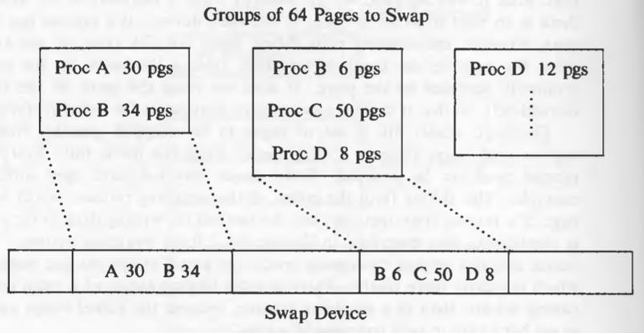 Groups of 64 Pages to Swap
Proc A 30 pgs
Proc B 34 pgs
Proc B 6 pgs
Proc C 50 pgs
Proc D 8 pgs
Proc D 12 pgs
A 30 B 34
B 6 C 50 D 8
Swap Device